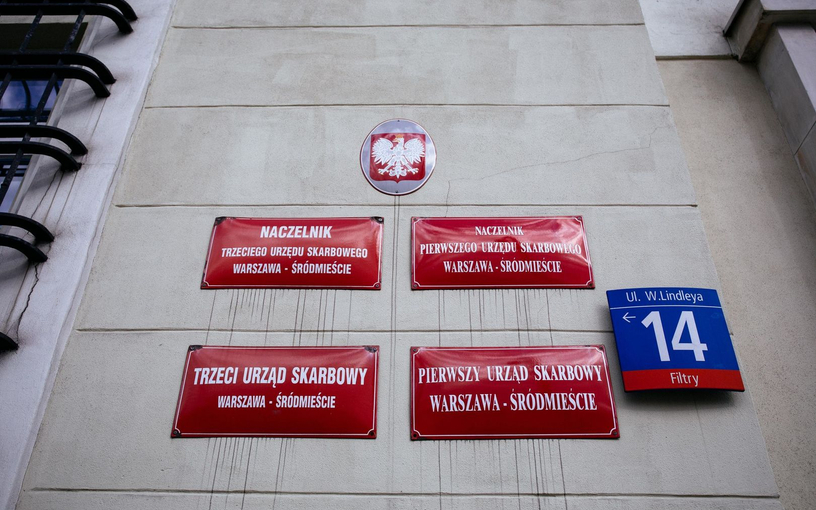 NACZELNIK
TRZECIEGO URZĘDU SKARBOWEGO
WARSZAWA - ŚRÓDMIEŚCIE
NACZELNIK
PIERWSZEGO URZĘDU SKARBOWEGO
WARSZAWA - ŚRÓDMIEŚCIE
Ul. W.Lindleya
← 14
Filtry
TRZECI URZĄD SKARBOWY
WARSZAWA - ŚRÓDMIEŚCIE
PIERWSZY URZĄD SKARBOWY
WARSZAWA - ŚRÓDMIEŚCIE